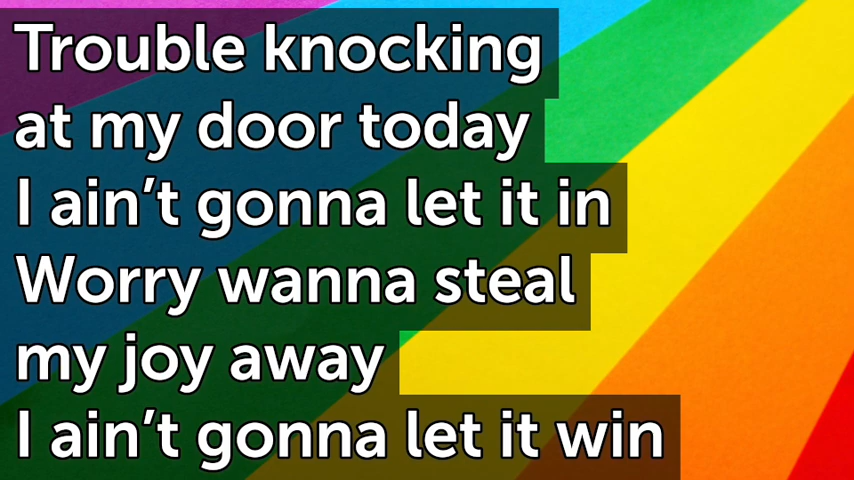 Trouble knocking
at my door today
I ain’t gonna let it in
Worry wanna steal
my joy away
I ain’t gonna let it win